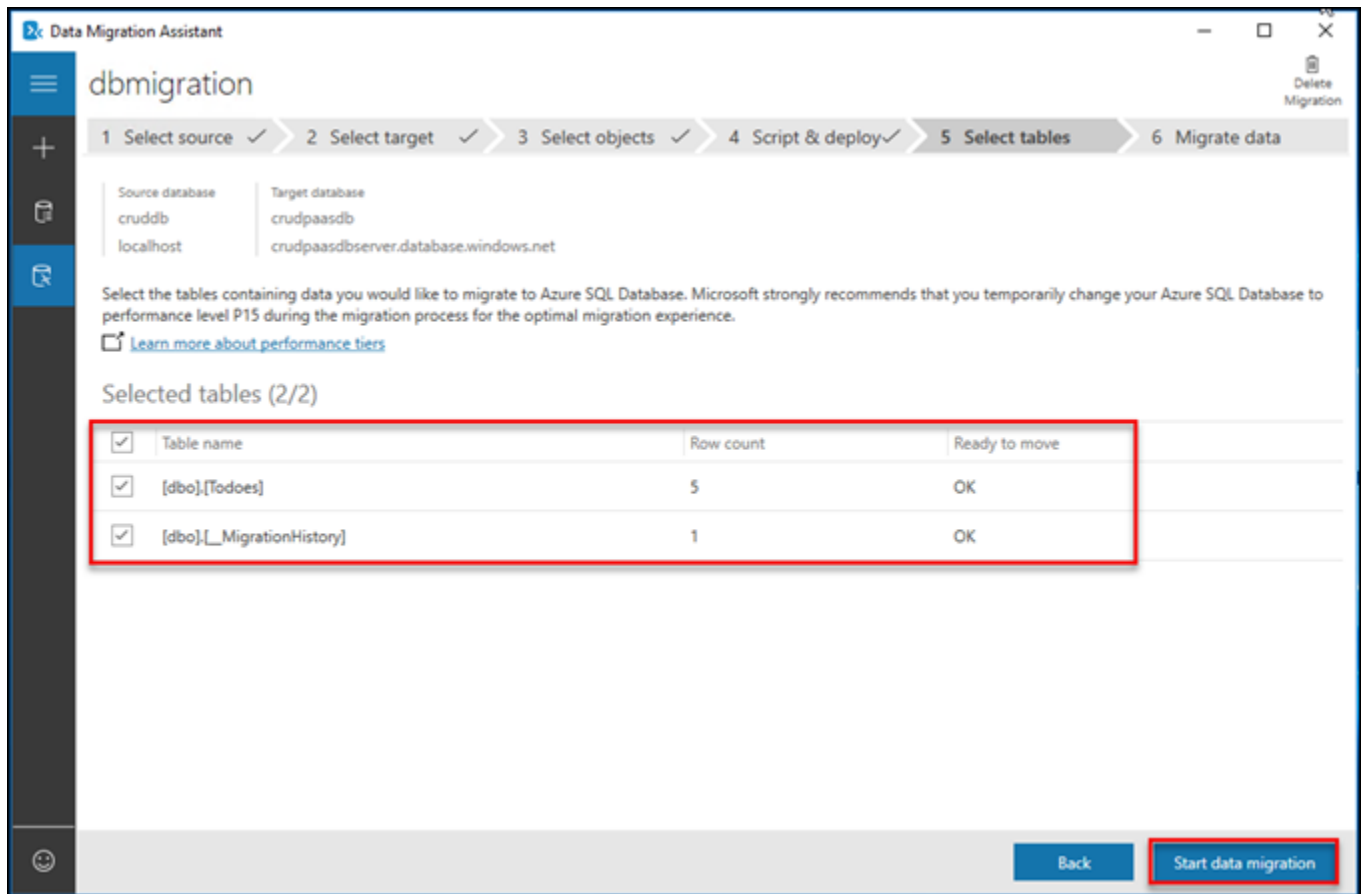 Data Migration Assistant
dbmigration
Delete
Migration
1 Select source
2 Select target
3 Select objects
4 Script & deploy
5 Select tables
6 Migrate data
Source database
cruddb
localhost
Target database
crudpaasdb
crudpaasdbserver.database.windows.net
Select the tables containing data you would like to migrate to Azure SQL Database. Microsoft strongly recommends that you temporarily change your Azure SQL Database to
performance level P15 during the migration process for the optimal migration experience.
Learn more about performance tiers
Selected tables (2/2)
Table name Row count Ready to move
[dbo].[Todoes] 5 OK
[dbo].[__MigrationHistory] 1 OK
Back
Start data migration